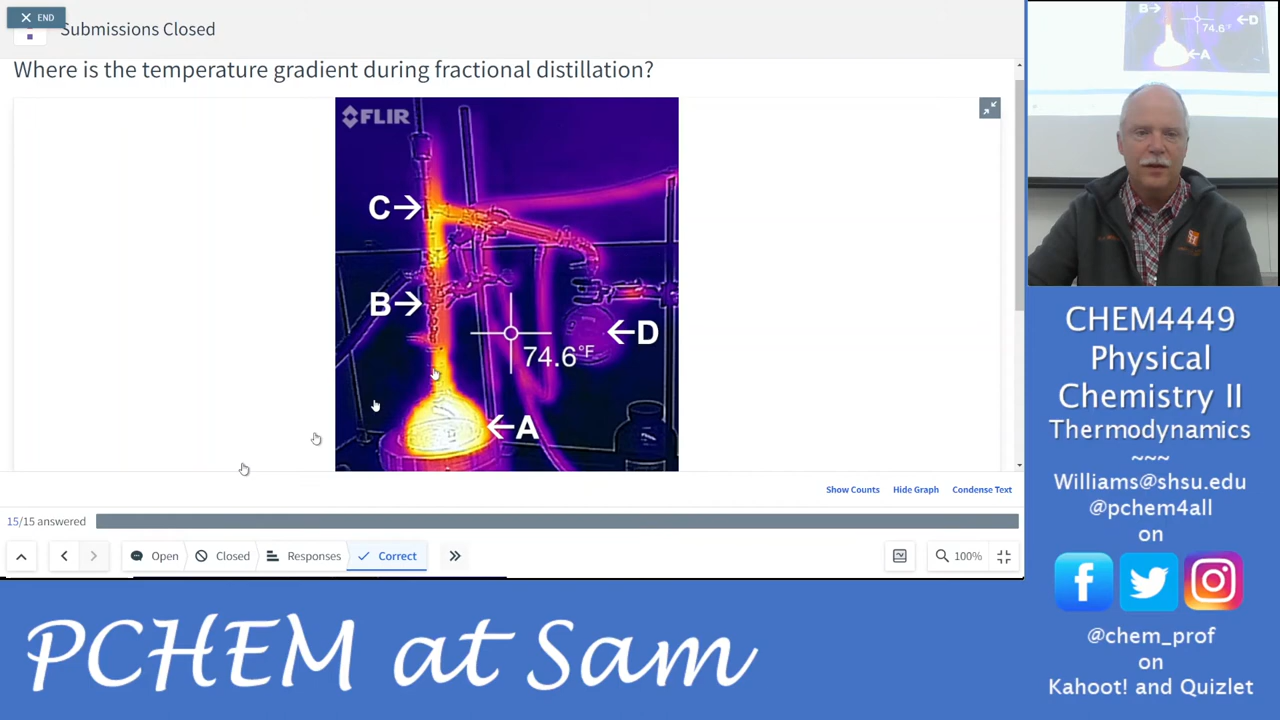 END
Submissions Closed
Where is the temperature gradient during fractional distillation?
FLIR
C→
B→
74.6°F
←D
←A
Show Counts
Hide Graph
Condense Text
15/15 answered
Open
Closed
Responses
Correct
100%
B→
←D
74.6°F
←A
CHEM4449
Physical
Chemistry II
Thermodynamics
~~~
Williams@shsu.edu
@pchem4all
on
@chem_prof
on
Kahoot! and Quizlet
PCHEM at Sam